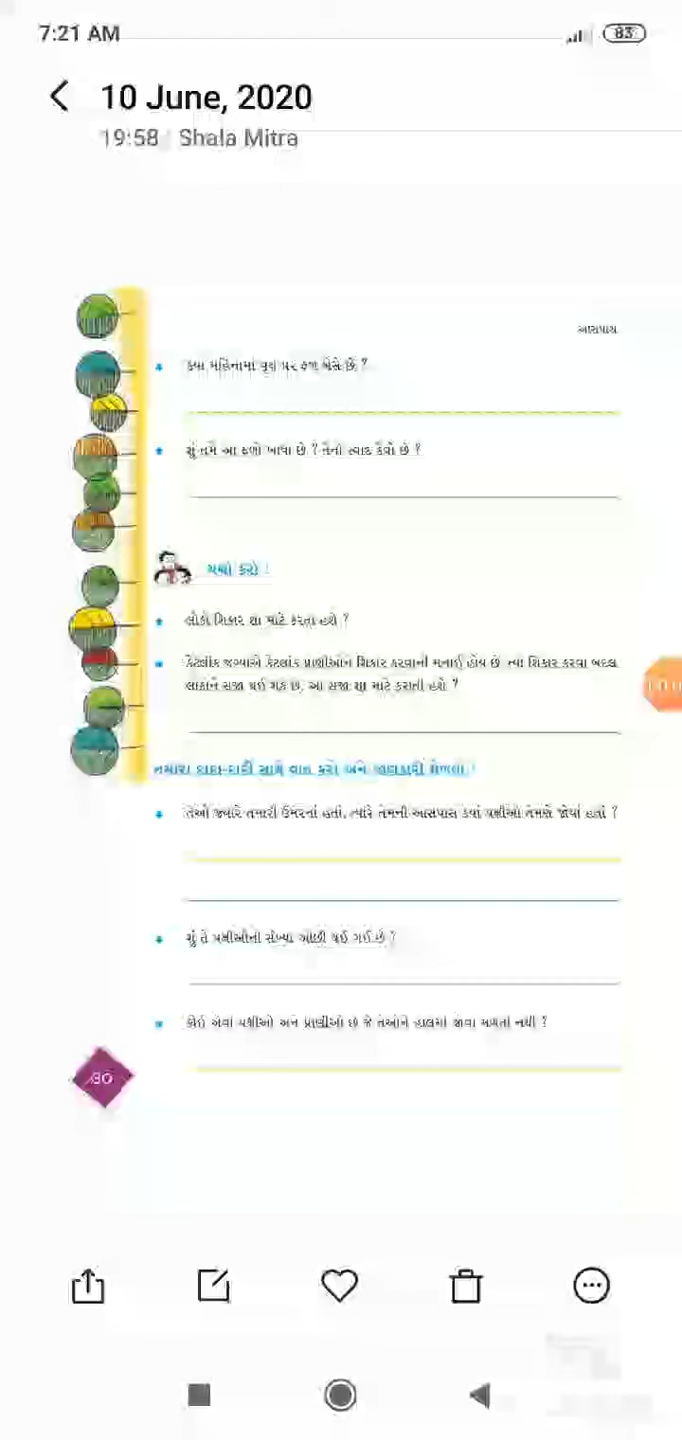 7:21 AM
83
10 June, 2020
19:58 Shala Mitra
આસપાસ
કયા મહિનામાં વૃક્ષ પર ફળ બેસે છે ?
શું તમે આ ફળો ખાધાં છે ? તેનો સ્વાદ કેવો છે ?
ચર્ચા કરો :
લોકો શિકાર શા માટે કરતા હશે ?
કેટલીક જગ્યાએ કેટલાંક પ્રાણીઓનો શિકાર કરવાની મનાઈ હોય છે ત્યાં શિકાર કરવા બદલ
લોકોને સજા થઈ શકે છે. આ સજા શા માટે કરાતી હશે ?
તમારાં દાદા-દાદી સાથે વાત કરો અને જાણકારી મેળવો :
તેઓ જ્યારે તમારી ઉંમરનાં હતાં, ત્યારે તેમની આસપાસ કયાં પક્ષીઓ તેમણે જોયાં હતાં ?
શું તે પક્ષીઓની સંખ્યા ઓછી થઈ ગઈ છે ?
કોઈ એવાં પક્ષીઓ અને પ્રાણીઓ છે જે તેઓને હાલમાં જોવા મળતાં નથી ?
30